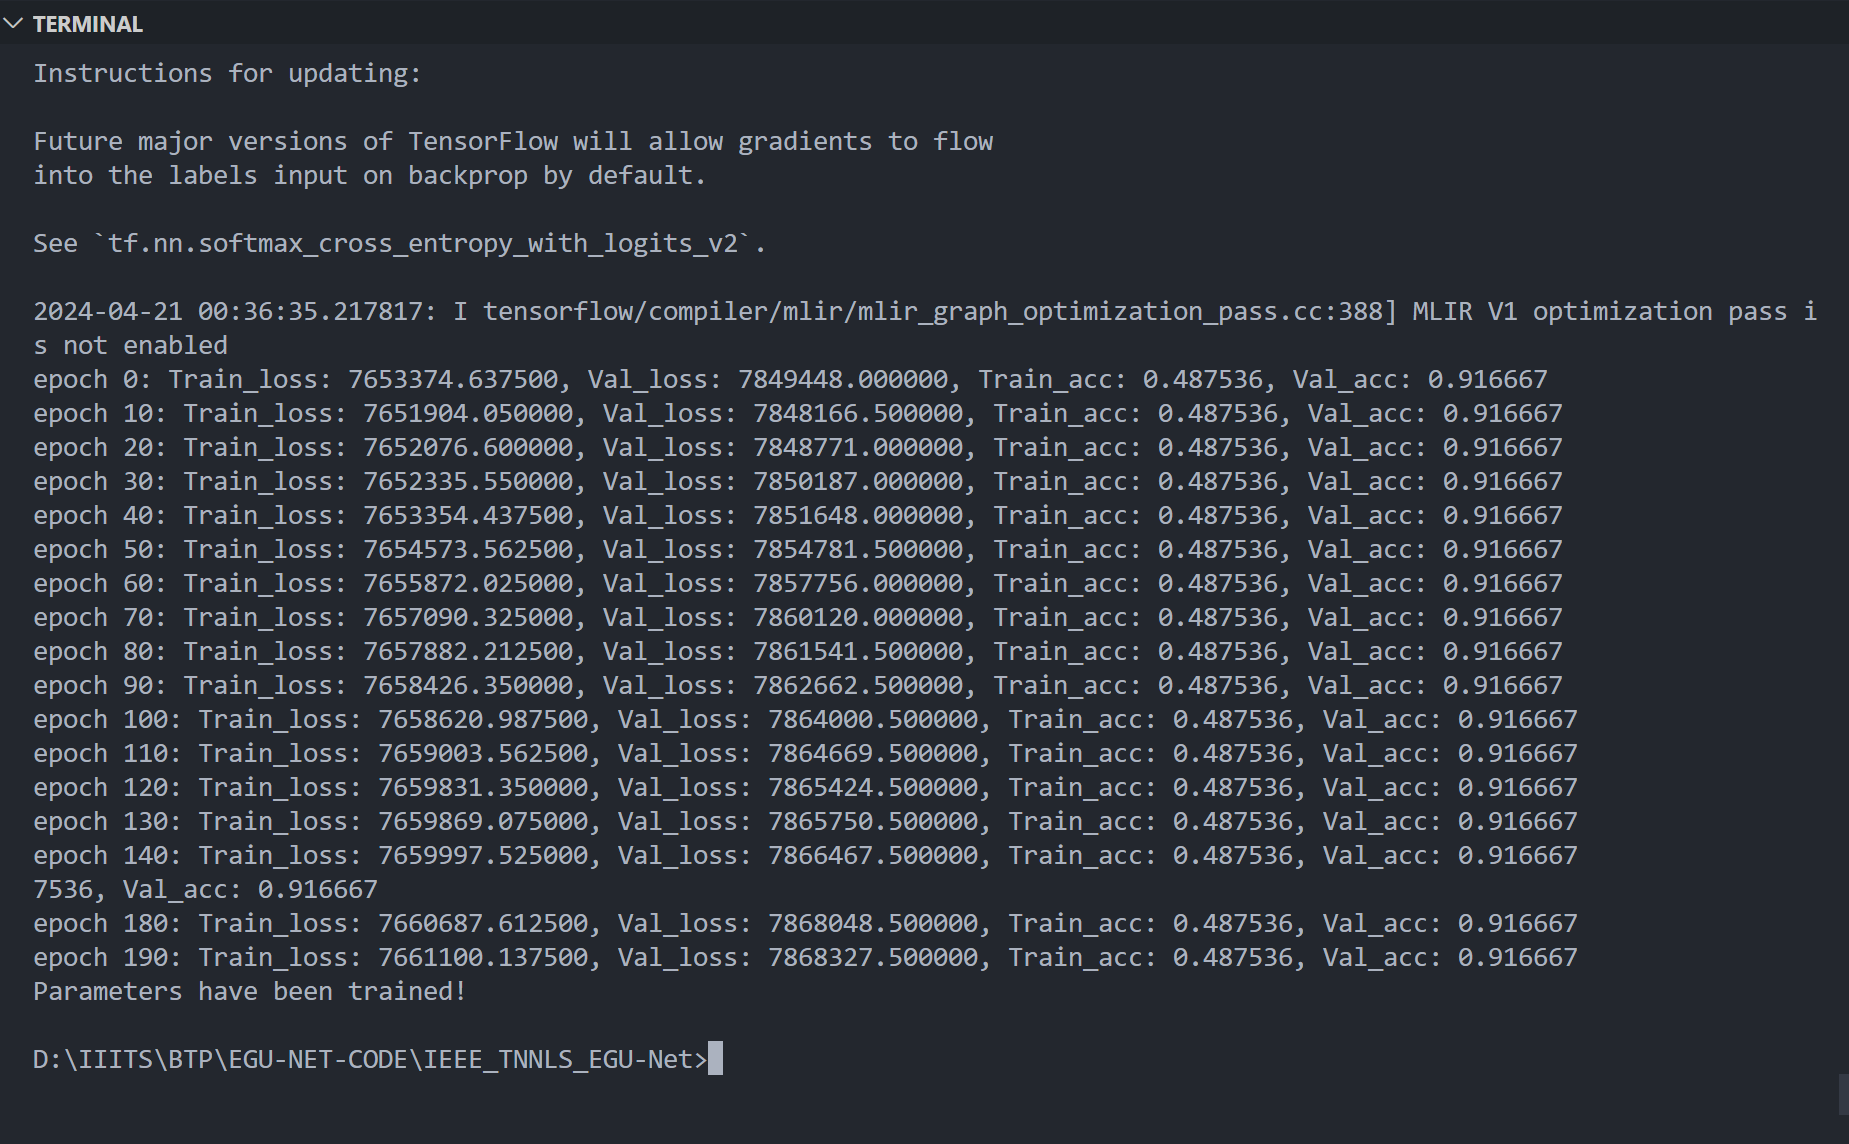 TERMINAL
Instructions for updating:
Future major versions of TensorFlow will allow gradients to flow
into the labels input on backprop by default.
See `tf.nn.softmax_cross_entropy_with_logits_v2`.
2024-04-21 00:36:35.217817: I tensorflow/compiler/mlir/mlir_graph_optimization_pass.cc:388] MLIR V1 optimization pass i
s not enabled
epoch 0: Train_loss: 7653374.637500, Val_loss: 7849448.000000, Train_acc: 0.487536, Val_acc: 0.916667
epoch 10: Train_loss: 7651904.050000, Val_loss: 7848166.500000, Train_acc: 0.487536, Val_acc: 0.916667
epoch 20: Train_loss: 7652076.600000, Val_loss: 7848771.000000, Train_acc: 0.487536, Val_acc: 0.916667
epoch 30: Train_loss: 7652335.550000, Val_loss: 7850187.000000, Train_acc: 0.487536, Val_acc: 0.916667
epoch 40: Train_loss: 7653354.437500, Val_loss: 7851648.000000, Train_acc: 0.487536, Val_acc: 0.916667
epoch 50: Train_loss: 7654573.562500, Val_loss: 7854781.500000, Train_acc: 0.487536, Val_acc: 0.916667
epoch 60: Train_loss: 7655872.025000, Val_loss: 7857756.000000, Train_acc: 0.487536, Val_acc: 0.916667
epoch 70: Train_loss: 7657090.325000, Val_loss: 7860120.000000, Train_acc: 0.487536, Val_acc: 0.916667
epoch 80: Train_loss: 7657882.212500, Val_loss: 7861541.500000, Train_acc: 0.487536, Val_acc: 0.916667
epoch 90: Train_loss: 7658426.350000, Val_loss: 7862662.500000, Train_acc: 0.487536, Val_acc: 0.916667
epoch 100: Train_loss: 7658620.987500, Val_loss: 7864000.500000, Train_acc: 0.487536, Val_acc: 0.916667
epoch 110: Train_loss: 7659003.562500, Val_loss: 7864669.500000, Train_acc: 0.487536, Val_acc: 0.916667
epoch 120: Train_loss: 7659831.350000, Val_loss: 7865424.500000, Train_acc: 0.487536, Val_acc: 0.916667
epoch 130: Train_loss: 7659869.075000, Val_loss: 7865750.500000, Train_acc: 0.487536, Val_acc: 0.916667
epoch 140: Train_loss: 7659997.525000, Val_loss: 7866467.500000, Train_acc: 0.487536, Val_acc: 0.916667
7536, Val_acc: 0.916667
epoch 180: Train_loss: 7660687.612500, Val_loss: 7868048.500000, Train_acc: 0.487536, Val_acc: 0.916667
epoch 190: Train_loss: 7661100.137500, Val_loss: 7868327.500000, Train_acc: 0.487536, Val_acc: 0.916667
Parameters have been trained!
D:\IIITS\BTP\EGU-NET-CODE\IEEE_TNNLS_EGU-Net>